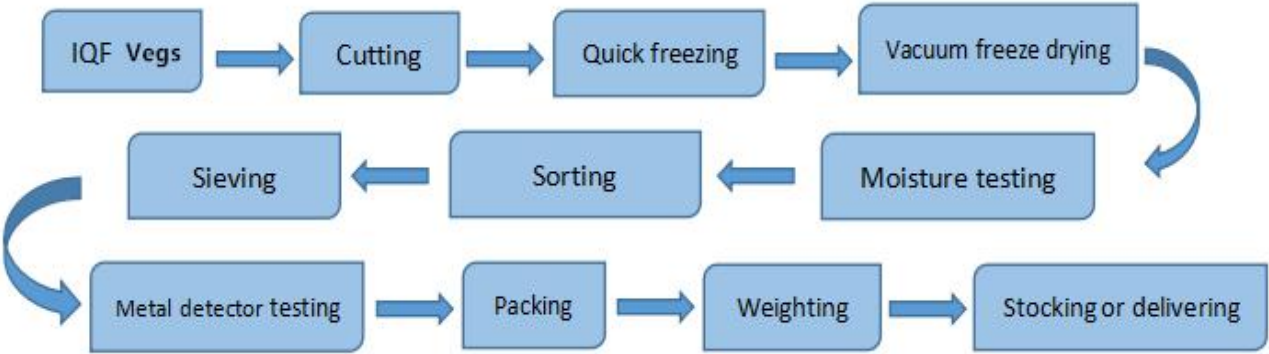 IQF Vegs
Cutting
Quick freezing
Vacuum freeze drying
Moisture testing
Sorting
Sieving
Metal detector testing
Packing
Weighting
Stocking or delivering